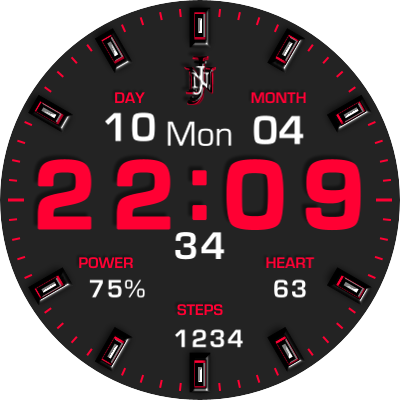 DAY MONTH
10 Mon 04
22:09
34
POWER HEART
75% 63
STEPS
1234